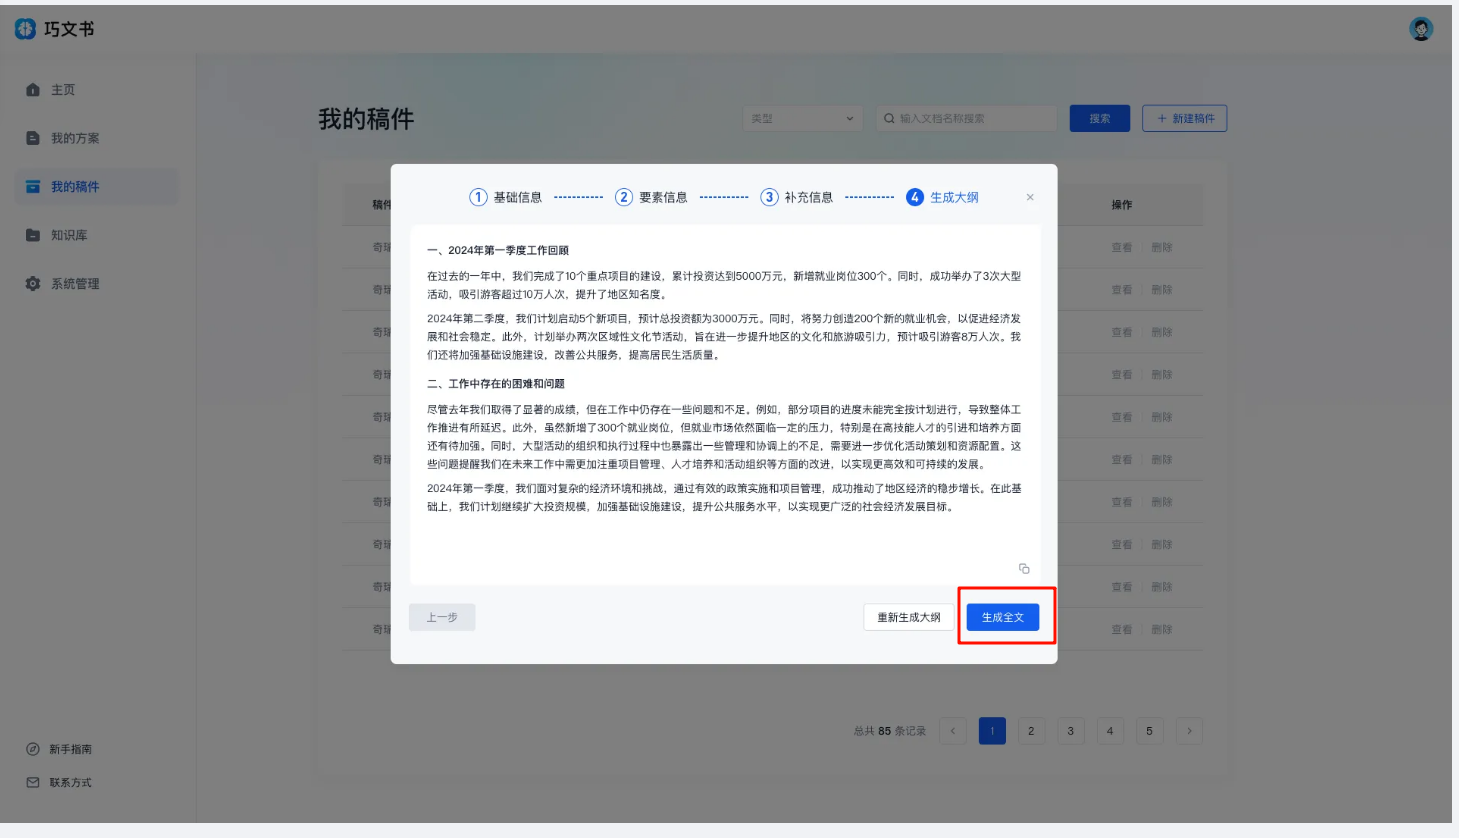 巧文书
主页
我的方案
我的稿件
知识库
系统管理
新手指南
联系方式
我的稿件
类型
输入文档名称搜索
搜索
+ 新建稿件
稿件
操作
奇瑞
查看 删除
奇瑞
查看 删除
奇瑞
查看 删除
奇瑞
查看 删除
奇瑞
查看 删除
奇瑞
查看 删除
奇瑞
查看 删除
奇瑞
查看 删除
奇瑞
查看 删除
奇瑞
查看 删除
1 基础信息 2 要素信息 3 补充信息 4 生成大纲 ×
一、2024年第一季度工作回顾
在过去的一年中，我们完成了10个重点项目的建设，累计投资达到5000万元，新增就业岗位300个。同时，成功举办了3次大型
活动，吸引游客超过10万人次，提升了地区知名度。
2024年第二季度，我们计划启动5个新项目，预计总投资额为3000万元。同时，将努力创造200个新的就业机会，以促进经济发
展和社会稳定。此外，计划举办两次区域性文化节活动，旨在进一步提升地区的文化和旅游吸引力，预计吸引游客8万人次。我
们还将加强基础设施建设，改善公共服务，提高居民生活质量。
二、工作中存在的困难和问题
尽管去年我们取得了显著的成绩，但在工作中仍存在一些问题和不足。例如，部分项目的进度未能完全按计划进行，导致整体工
作推进有所延迟。此外，虽然新增了300个就业岗位，但就业市场依然面临一定的压力，特别是在高技能人才的引进和培养方面
还有待加强。同时，大型活动的组织和执行过程中也暴露出一些管理和协调上的不足，需要进一步优化活动策划和资源配置。这
些问题提醒我们在未来工作中需更加注重项目管理、人才培养和活动组织等方面的改进，以实现更高效和可持续的发展。
2024年第一季度，我们面对复杂的经济环境和挑战，通过有效的政策实施和项目管理，成功推动了地区经济的稳步增长。在此基
础上，我们计划继续扩大投资规模，加强基础设施建设，提升公共服务水平，以实现更广泛的社会经济发展目标。
上一步
重新生成大纲
生成全文
总共 85 条记录 < 1 2 3 4 5 >